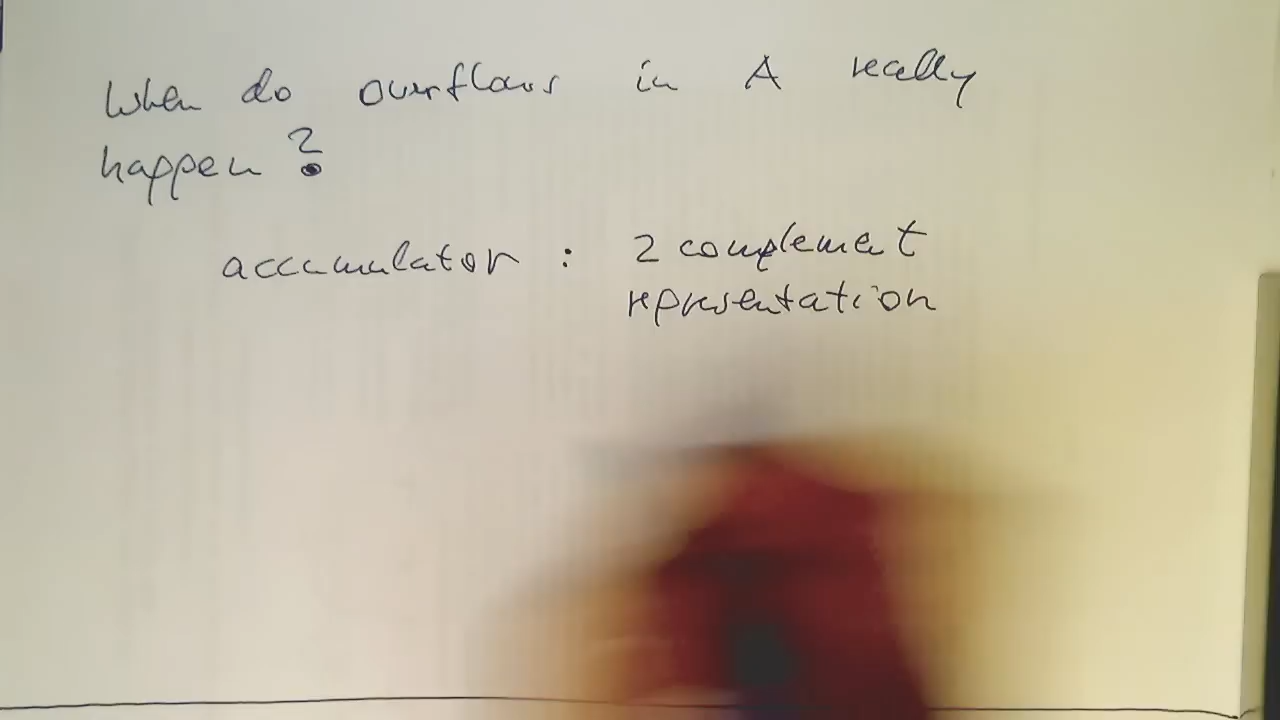 When do overflows in A really
happen?
accumulator : 2 complement
representation